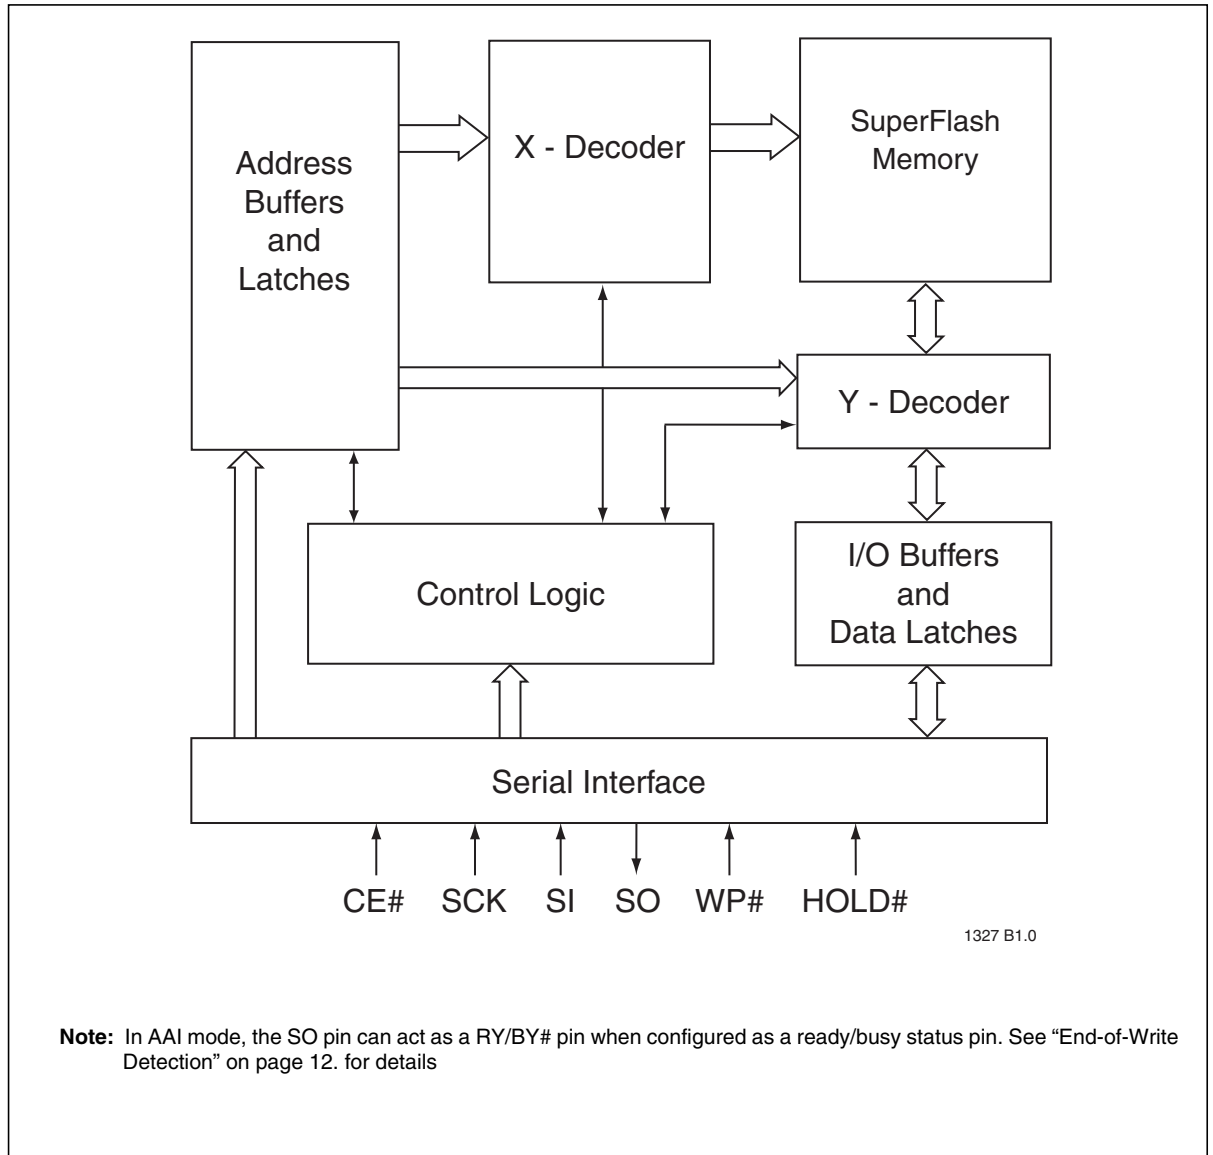 Address
Buffers
and
Latches
X - Decoder
SuperFlash
Memory
Y - Decoder
Control Logic
I/O Buffers
and
Data Latches
Serial Interface
CE# SCK SI SO WP# HOLD#
1327 B1.0
Note: In AAI mode, the SO pin can act as a RY/BY# pin when configured as a ready/busy status pin. See “End-of-Write
Detection” on page 12. for details